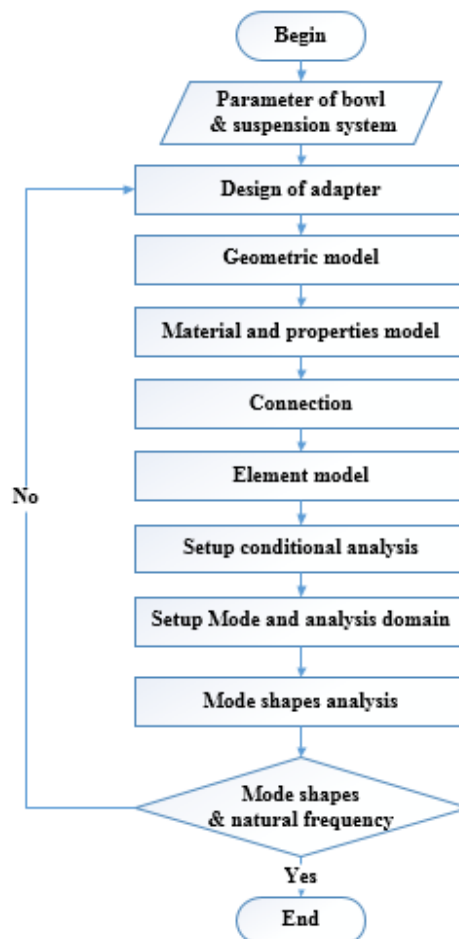 Begin
Parameter of bowl
& suspension system
Design of adapter
Geometric model
Material and properties model
Connection
Element model
No
Setup conditional analysis
Setup Mode and analysis domain
Mode shapes analysis
Mode shapes
& natural frequency
Yes
End